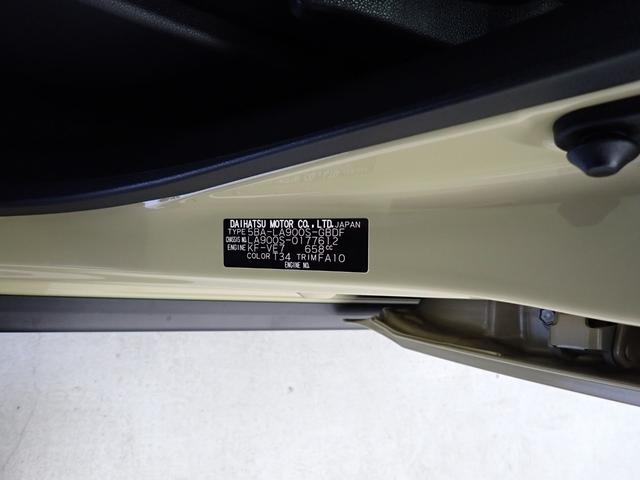 DAIHATSU MOTOR CO., LTD. JAPAN
TYPE 5BA-LA900S-GBDF
CHASSIS NO. LA900S-0177612
ENGINE KF-VE7 658cc
COLOR T34 TRIM FA10
ENGINE NO.